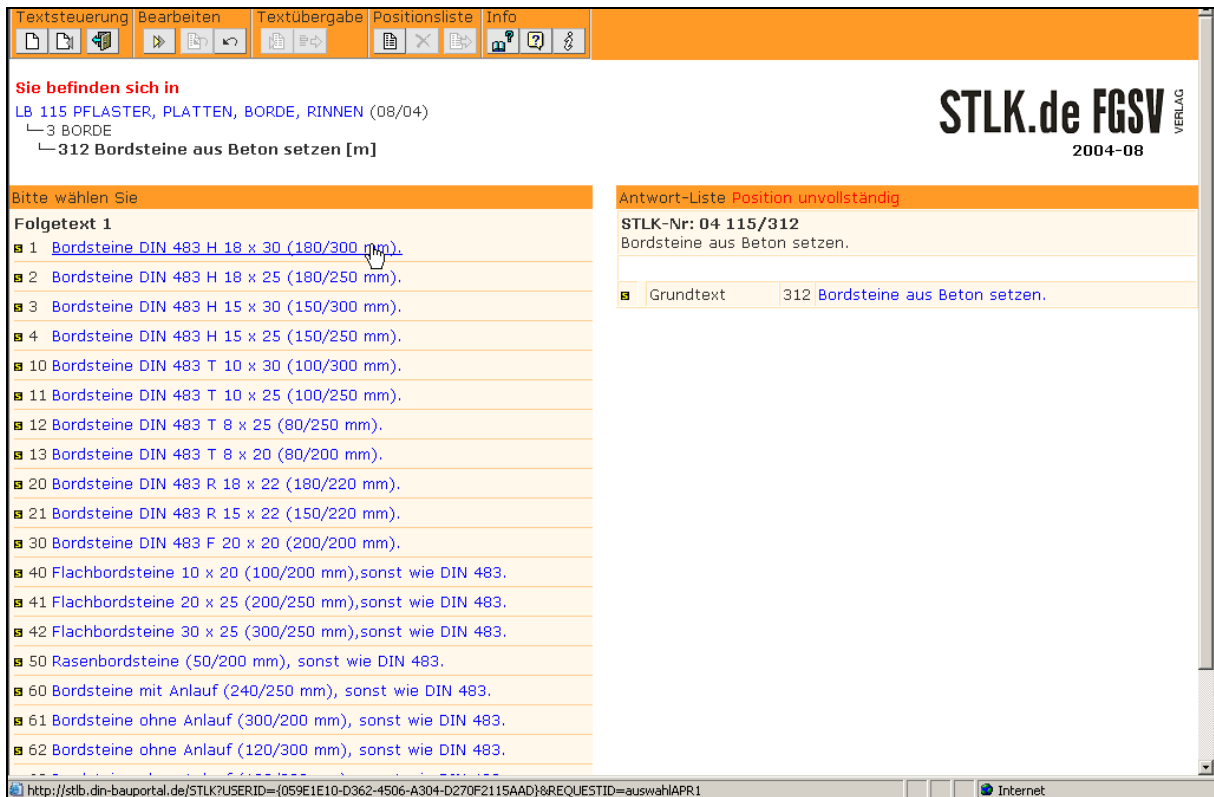 Textsteuerung Bearbeiten Textübergabe Positionsliste Info
Sie befinden sich in
LB 115 PFLASTER, PLATTEN, BORDE, RINNEN (08/04)
3 BORDE
312 Bordsteine aus Beton setzen [m]
STLK.de FGSV VERLAG
2004-08
Bitte wählen Sie
Folgetext 1
1 Bordsteine DIN 483 H 18 x 30 (180/300 mm).
2 Bordsteine DIN 483 H 18 x 25 (180/250 mm).
3 Bordsteine DIN 483 H 15 x 30 (150/300 mm).
4 Bordsteine DIN 483 H 15 x 25 (150/250 mm).
10 Bordsteine DIN 483 T 10 x 30 (100/300 mm).
11 Bordsteine DIN 483 T 10 x 25 (100/250 mm).
12 Bordsteine DIN 483 T 8 x 25 (80/250 mm).
13 Bordsteine DIN 483 T 8 x 20 (80/200 mm).
20 Bordsteine DIN 483 R 18 x 22 (180/220 mm).
21 Bordsteine DIN 483 R 15 x 22 (150/220 mm).
30 Bordsteine DIN 483 F 20 x 20 (200/200 mm).
40 Flachbordsteine 10 x 20 (100/200 mm),sonst wie DIN 483.
41 Flachbordsteine 20 x 25 (200/250 mm),sonst wie DIN 483.
42 Flachbordsteine 30 x 25 (300/250 mm),sonst wie DIN 483.
50 Rasenbordsteine (50/200 mm), sonst wie DIN 483.
60 Bordsteine mit Anlauf (240/250 mm), sonst wie DIN 483.
61 Bordsteine ohne Anlauf (300/200 mm), sonst wie DIN 483.
62 Bordsteine ohne Anlauf (120/300 mm), sonst wie DIN 483.
Antwort-Liste Position unvollständig
STLK-Nr: 04 115/312
Bordsteine aus Beton setzen.
Grundtext 312 Bordsteine aus Beton setzen.
http://stlb.din-bauportal.de/STLK?USERID={059E1E10-D362-4506-A304-D270F2115AAD}&REQUESTID=auswahlAPR1
Internet